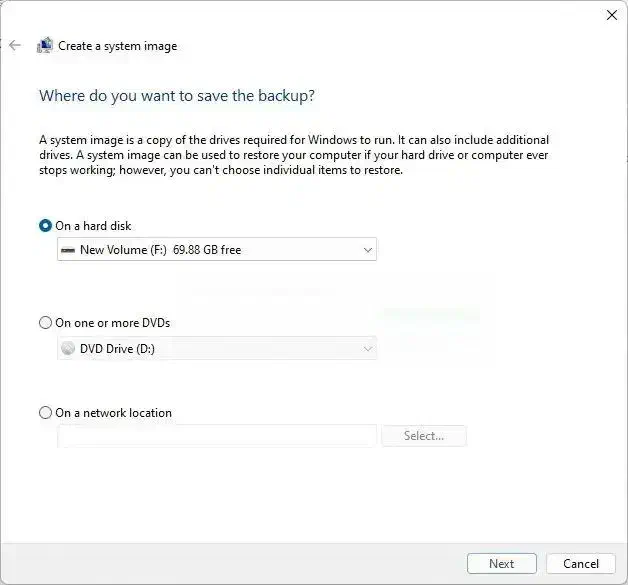 Create a system image
Where do you want to save the backup?
A system image is a copy of the drives required for Windows to run. It can also include additional
drives. A system image can be used to restore your computer if your hard drive or computer ever
stops working; however, you can't choose individual items to restore.
On a hard disk
New Volume (F:)  69.88 GB free
On one or more DVDs
DVD Drive (D:)
On a network location
Select...
Next
Cancel